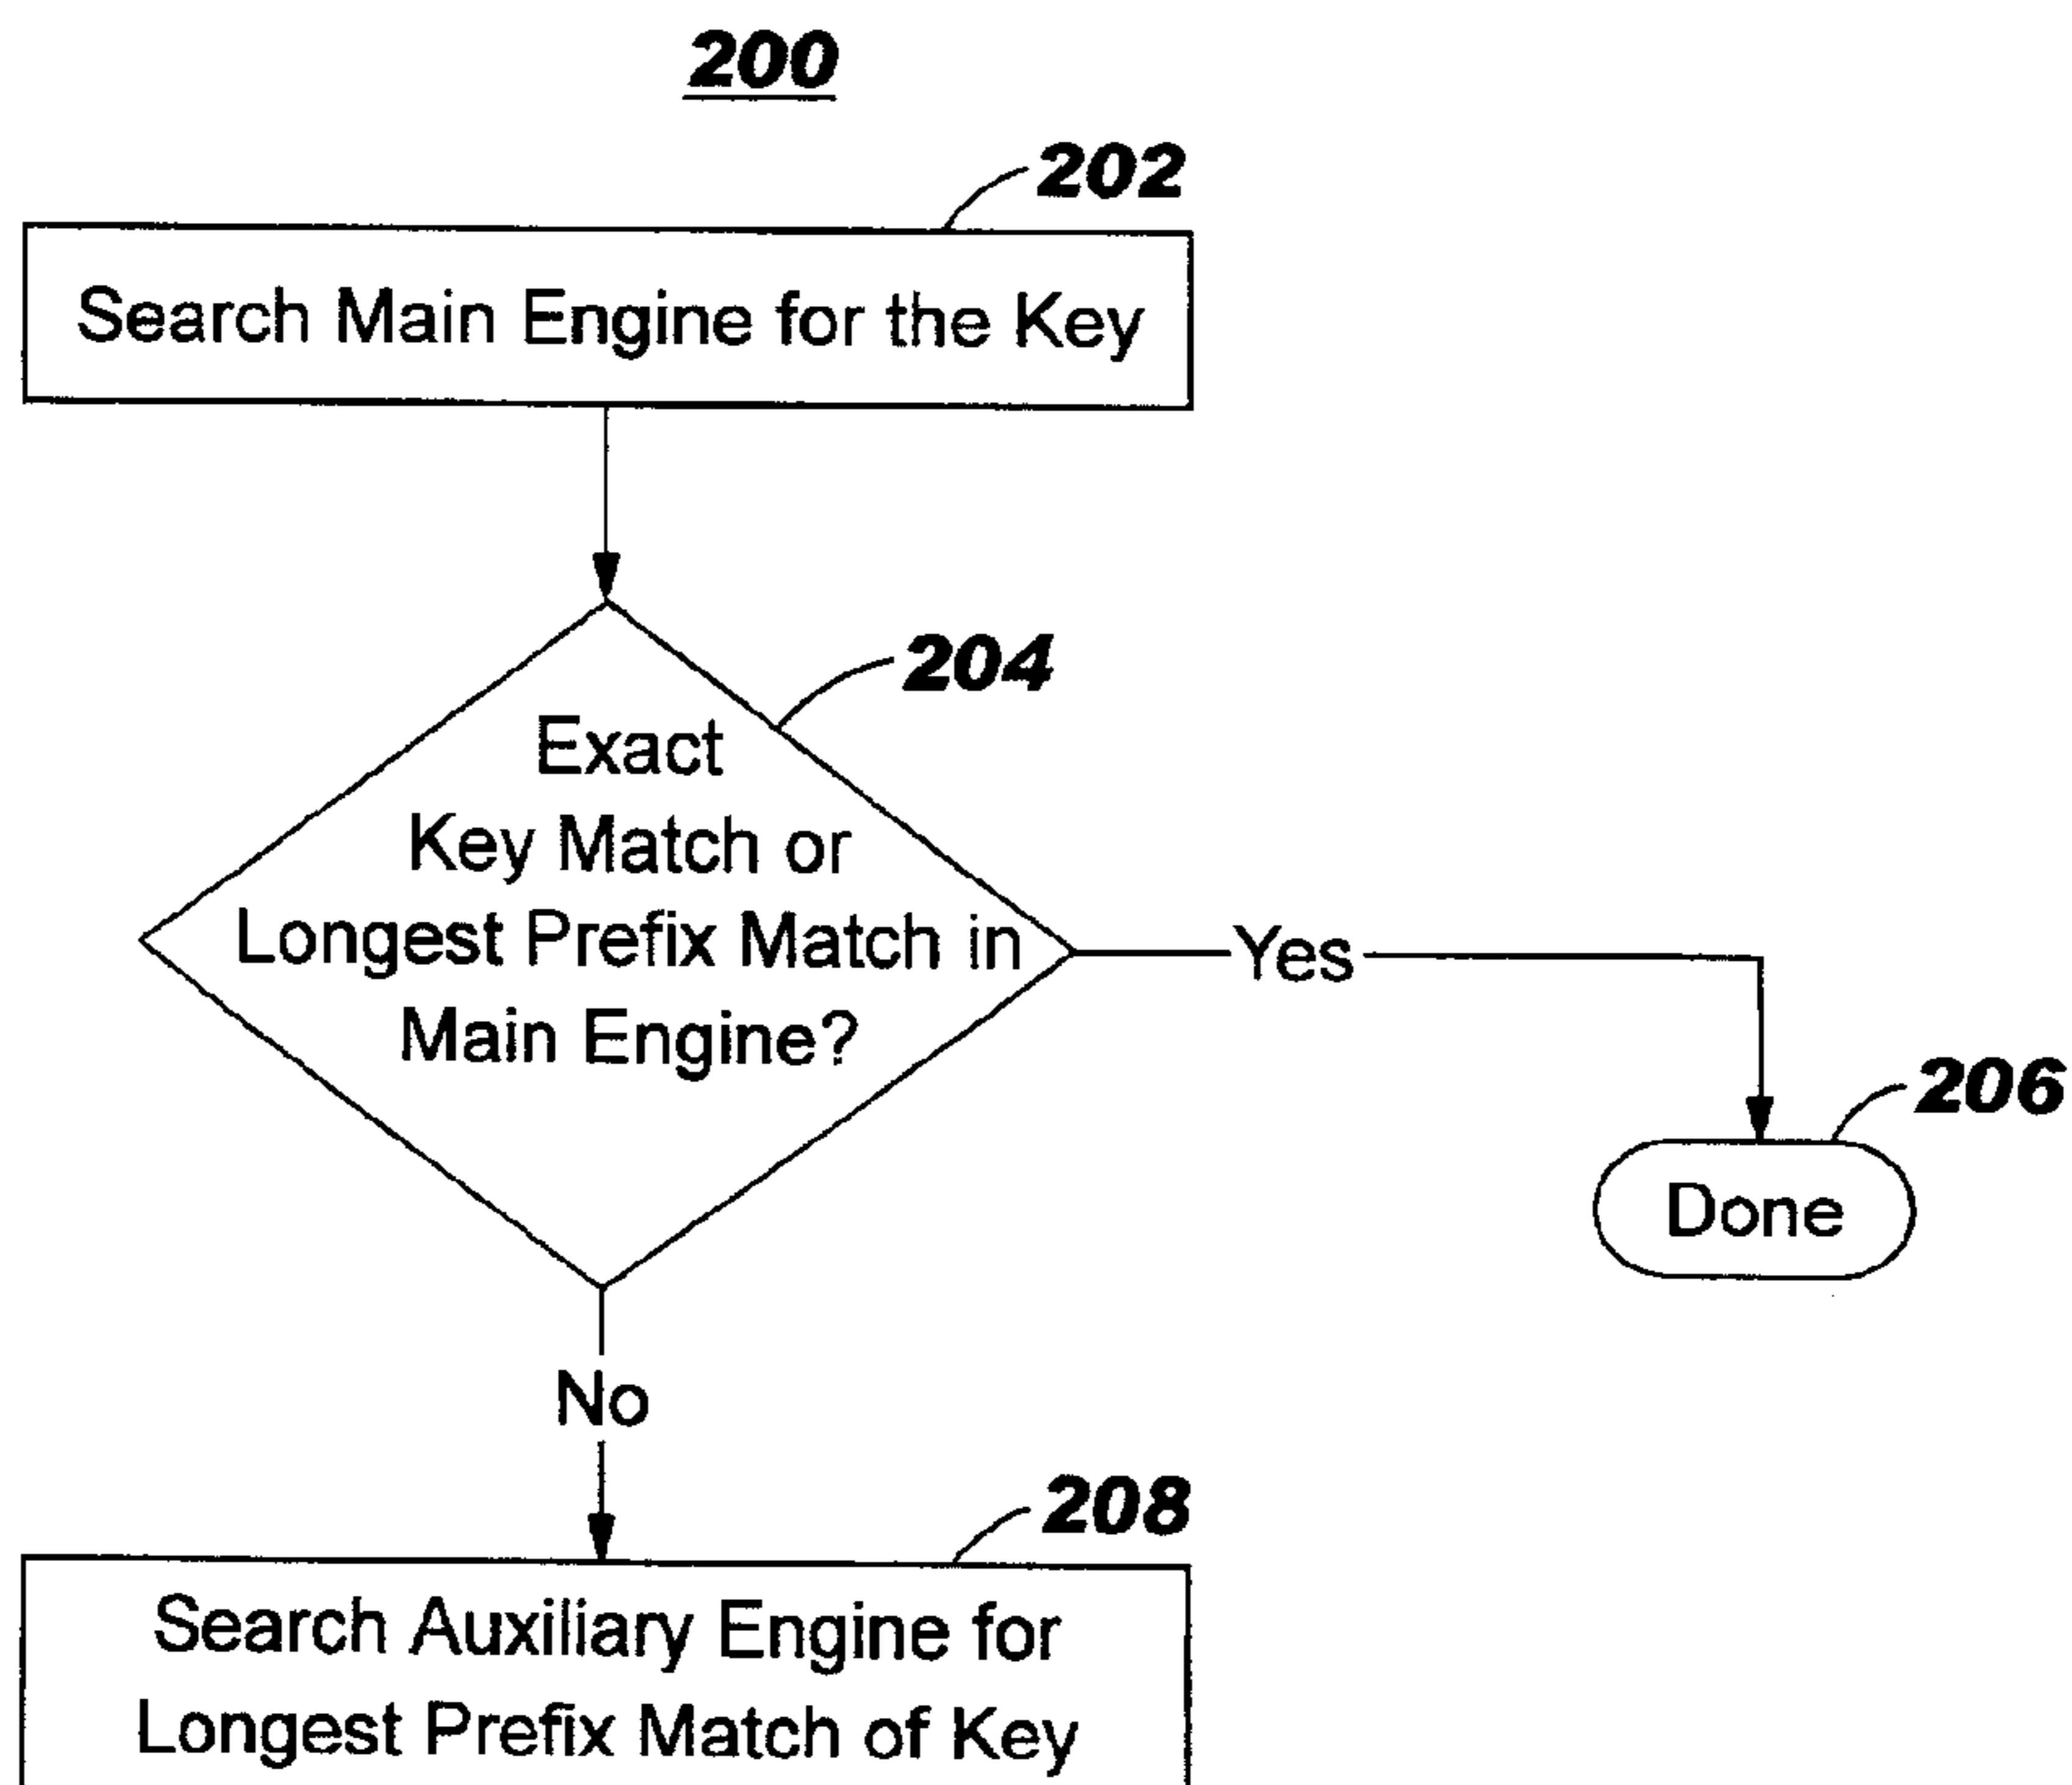 200
202
Search Main Engine for the Key
204
Exact
Key Match or
Longest Prefix Match in
Main Engine?
Yes
206
Done
No
208
Search Auxiliary Engine for
Longest Prefix Match of Key